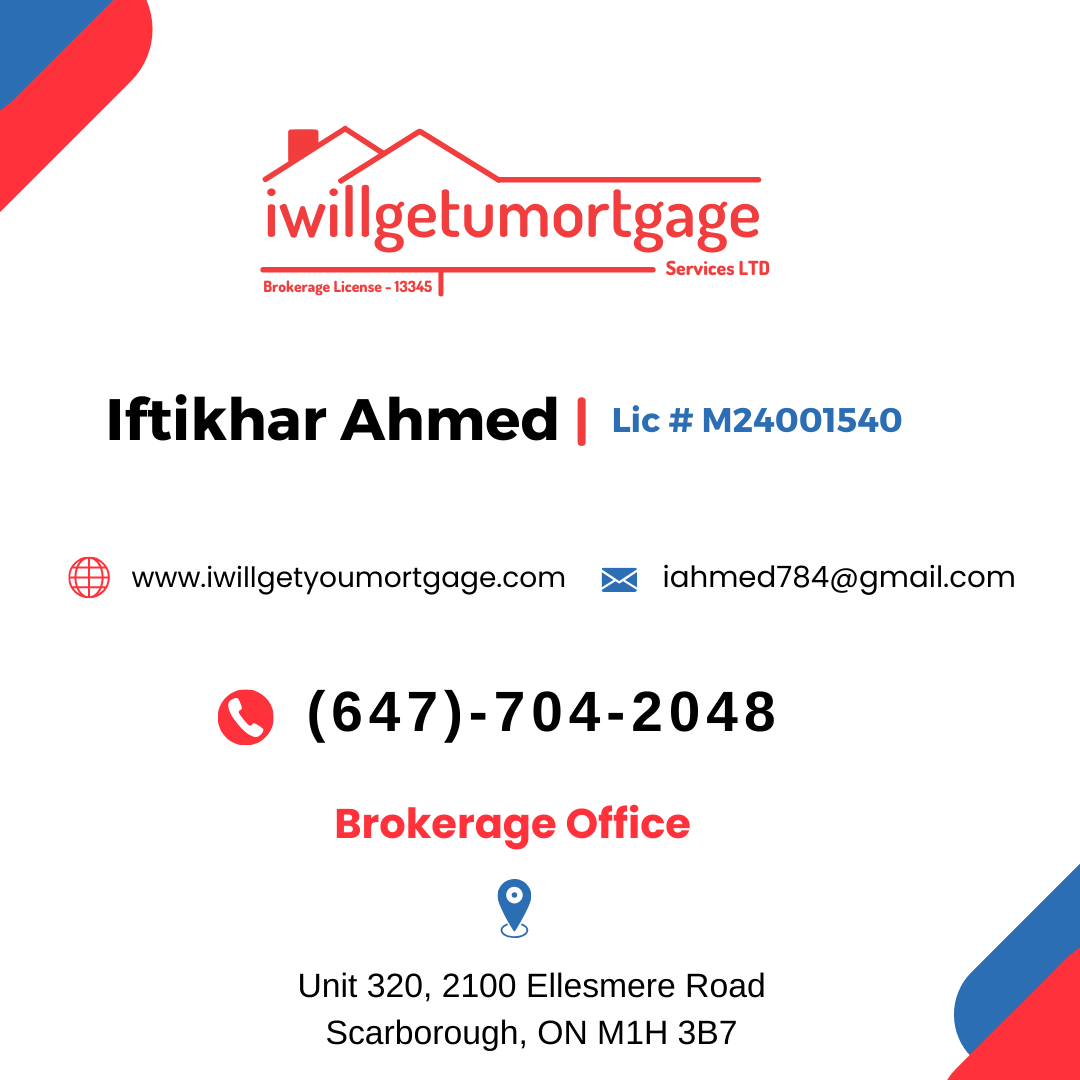 iwillgetumortgage
Services LTD
Brokerage License - 13345
Iftikhar Ahmed | Lic # M24001540
www.iwillgetyoumortgage.com iahmed784@gmail.com
(647)-704-2048
Brokerage Office
Unit 320, 2100 Ellesmere Road
Scarborough, ON M1H 3B7